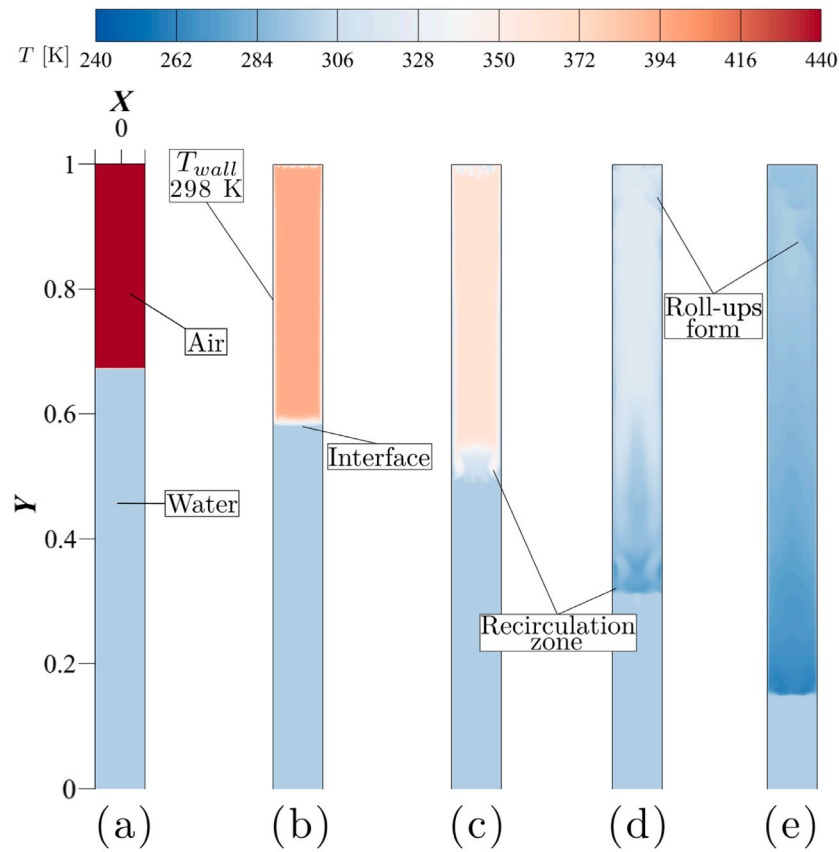 T [K]
240 262 284 306 328 350 372 394 416 440
X
0
1
T_wall
298 K
0.8
Air
Roll-ups
form
0.6
Interface
Water
Y
0.4
Recirculation
zone
0.2
0
(a) (b) (c) (d) (e)